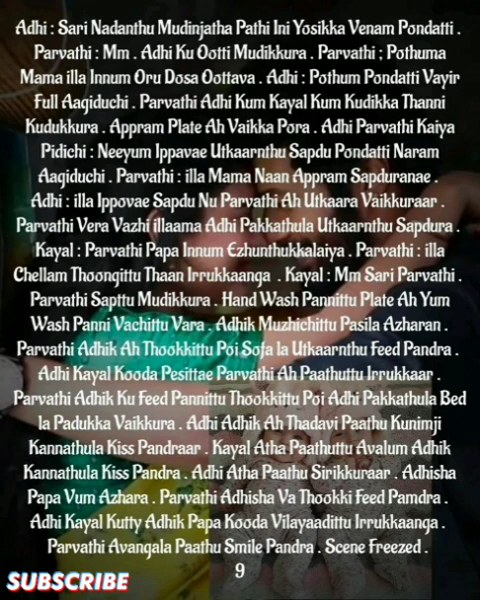 Adhi : Sari Nadanthu Mudinjatha Pathi Ini Yosikka Venam Pondatti .
Parvathi : Mm . Adhi Ku Ootti Mudikkura . Parvathi ; Pothuma
Mama illa Innum Oru Dosa Oottava . Adhi : Pothum Pondatti Vayir
Full Aagiduchi . Parvathi Adhi Kum Kayal Kum Kudikka Thanni
Kudukkura . Appram Plate Ah Vaikka Pora . Adhi Parvathi Kaiya
Pidichi : Neeyum Ippavae Utkaarnthu Sapdu Pondatti Naram
Aagiduchi . Parvathi : illa Mama Naan Appram Sapduranae .
Adhi : illa Ippovae Sapdu Nu Parvathi Ah Utkaara Vaikkuraar .
Parvathi Vera Vazhi illaama Adhi Pakkathula Utkaarnthu Sapdura .
Kayal : Parvathi Papa Innum Ezhunthukkalaiya . Parvathi : illa
Chellam Thoongittu Thaan Irrukkaanga . Kayal : Mm Sari Parvathi .
Parvathi Sapttu Mudikkura . Hand Wash Pannittu Plate Ah Yum
Wash Panni Vachittu Vara . Adhik Muzhichittu Pasila Azharan .
Parvathi Adhik Ah Thookkittu Poi Sofa la Utkaarnthu Feed Pandra .
Adhi Kayal Kooda Pesittae Parvathi Ah Paathuttu Irrukkaar .
Parvathi Adhik Ku Feed Pannittu Thookkittu Poi Adhi Pakkathula Bed
la Padukka Vaikkura . Adhi Adhik Ah Thadavi Paathu Kunimji
Kannathula Kiss Pandraar . Kayal Atha Paathuttu Avalum Adhik
Kannathula Kiss Pandra . Adhi Atha Paathu Sirikkuraar . Adhisha
Papa Vum Azhara . Parvathi Adhisha Va Thookki Feed Pamdra .
Adhi Kayal Kutty Adhik Papa Kooda Vilayaadittu Irrukkaanga .
Parvathi Avangala Paathu Smile Pandra . Scene Freezed .
9
SUBSCRIBE